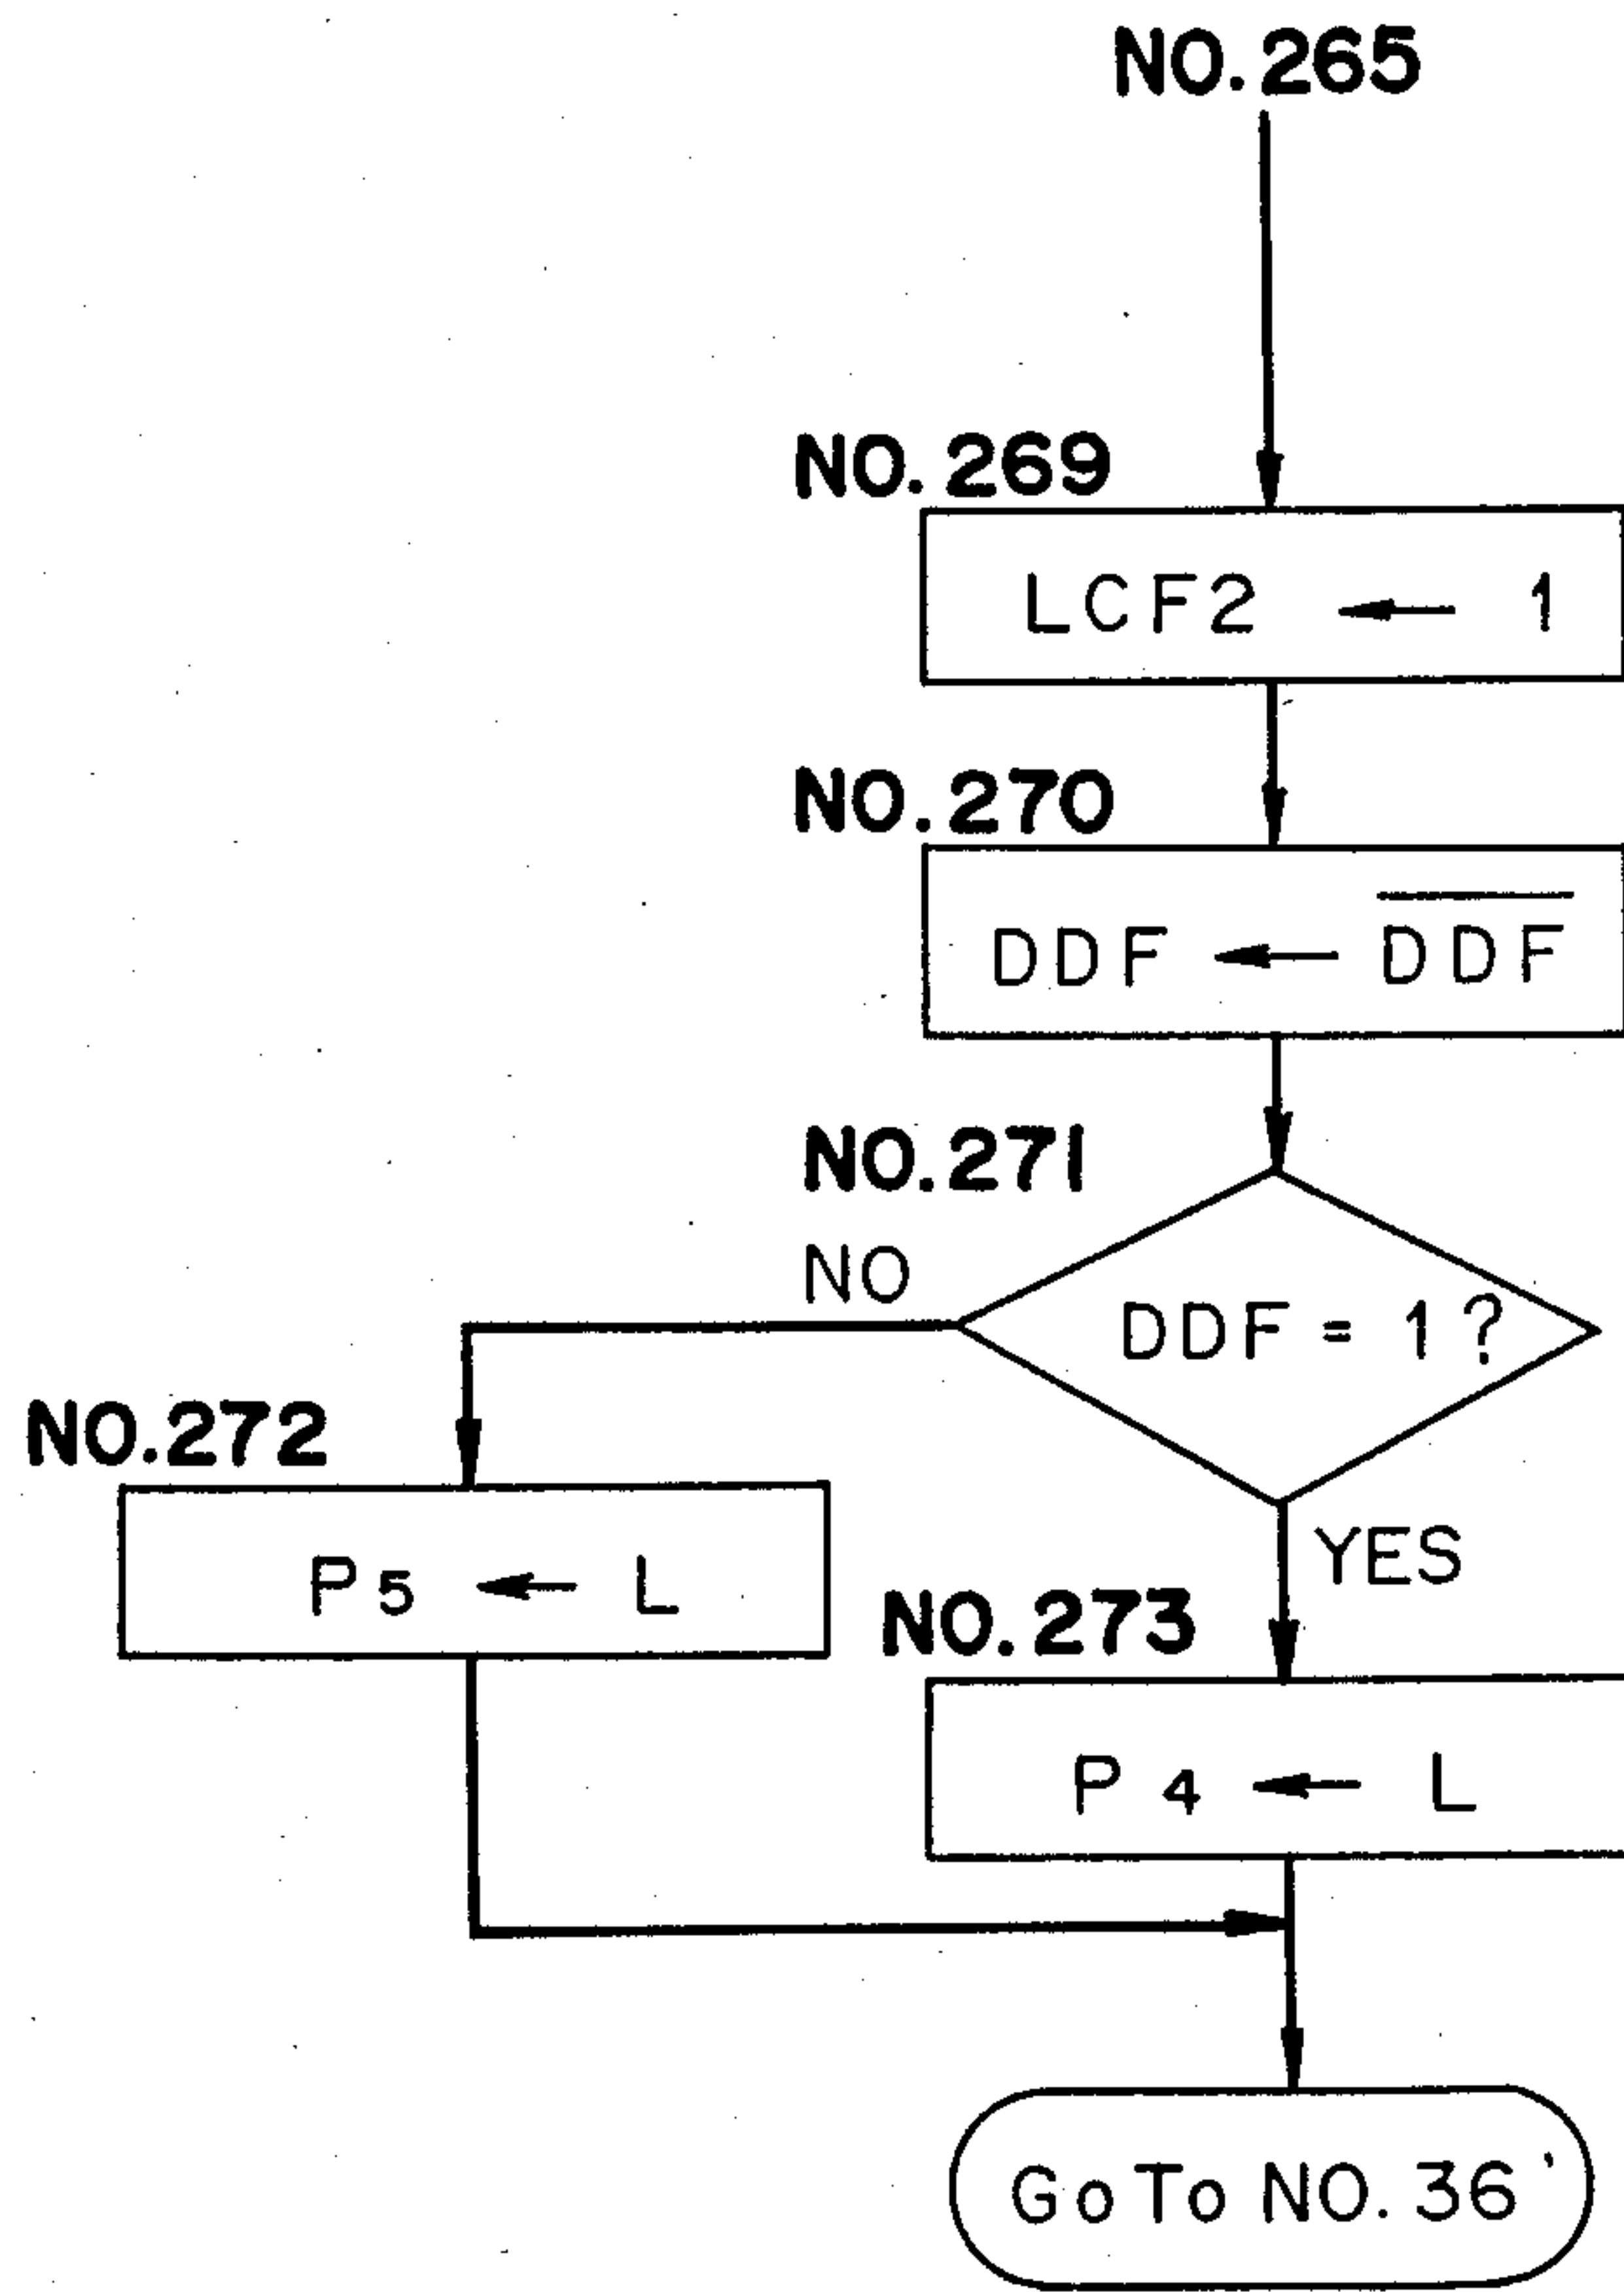 NO.265
NO.269
LCF2 ← 1
NO.270
DDF ← D̅D̅F̅
NO.271
NO
DDF = 1?
NO.272
P5 ← L
YES
NO.273
P4 ← L
GoTo NO.36